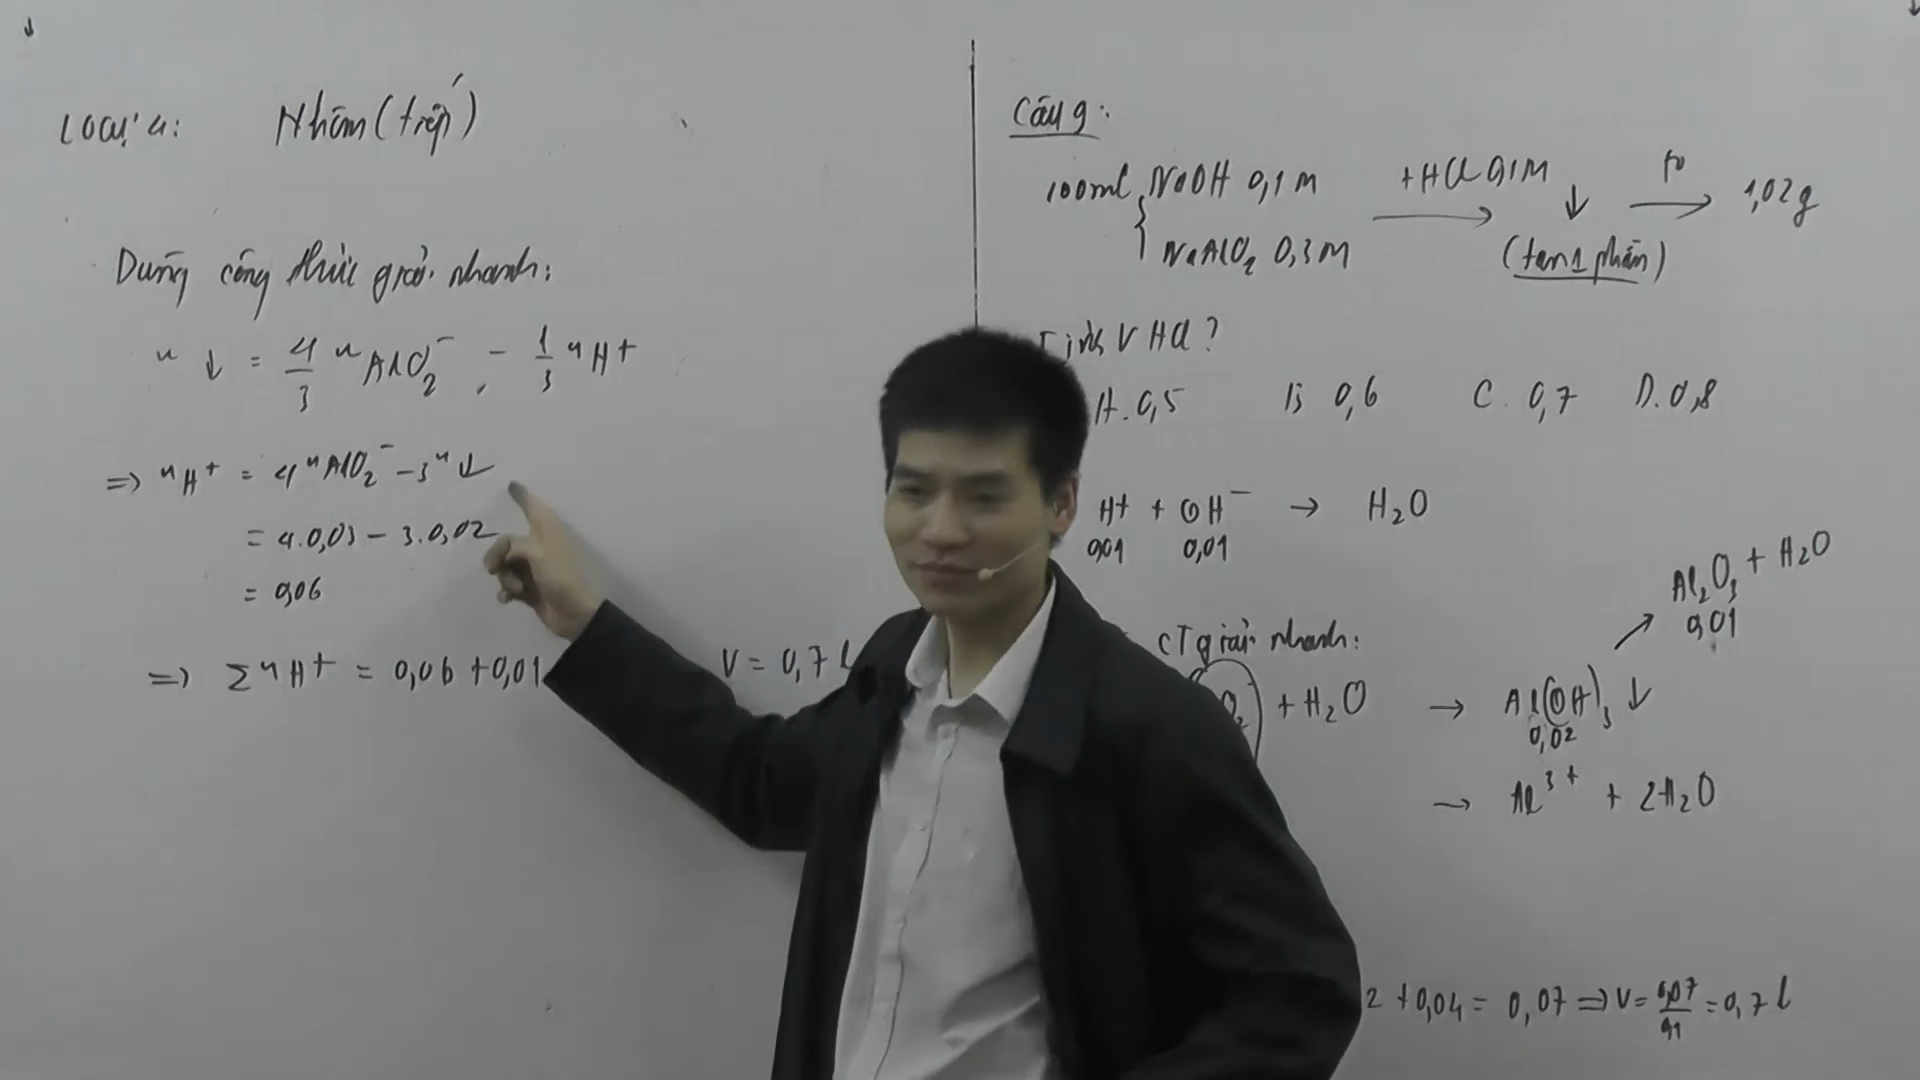 Loại 4: Nhôm (tiếp)
Dùng công thức giải nhanh:
n↓ = 4/3 nAlO₂⁻ - 1/3 nH⁺
=> nH⁺ = 4nAlO₂⁻ - 3n↓
= 4.0,03 - 3.0,02
= 0,06
=> ΣnH⁺ = 0,06 + 0,01
V = 0,7 l
Câu 9:
100ml { NaOH 0,1M +HCl 0,1M → ↓ t° → 1,02g
NaAlO₂ 0,3M (tan 1 phần)
V HCl?
A. 0,5 B 0,6 C. 0,7 D. 0,8
H⁺ + OH⁻ → H₂O
0,01 0,01
Al₂O₃ + H₂O
0,01
CT giải nhanh:
+ H₂O → Al(OH)₃ ↓
0,02
→ Al³⁺ + 2H₂O
2 + 0,04 = 0,07 => V = 0,07/0,1 = 0,7 l